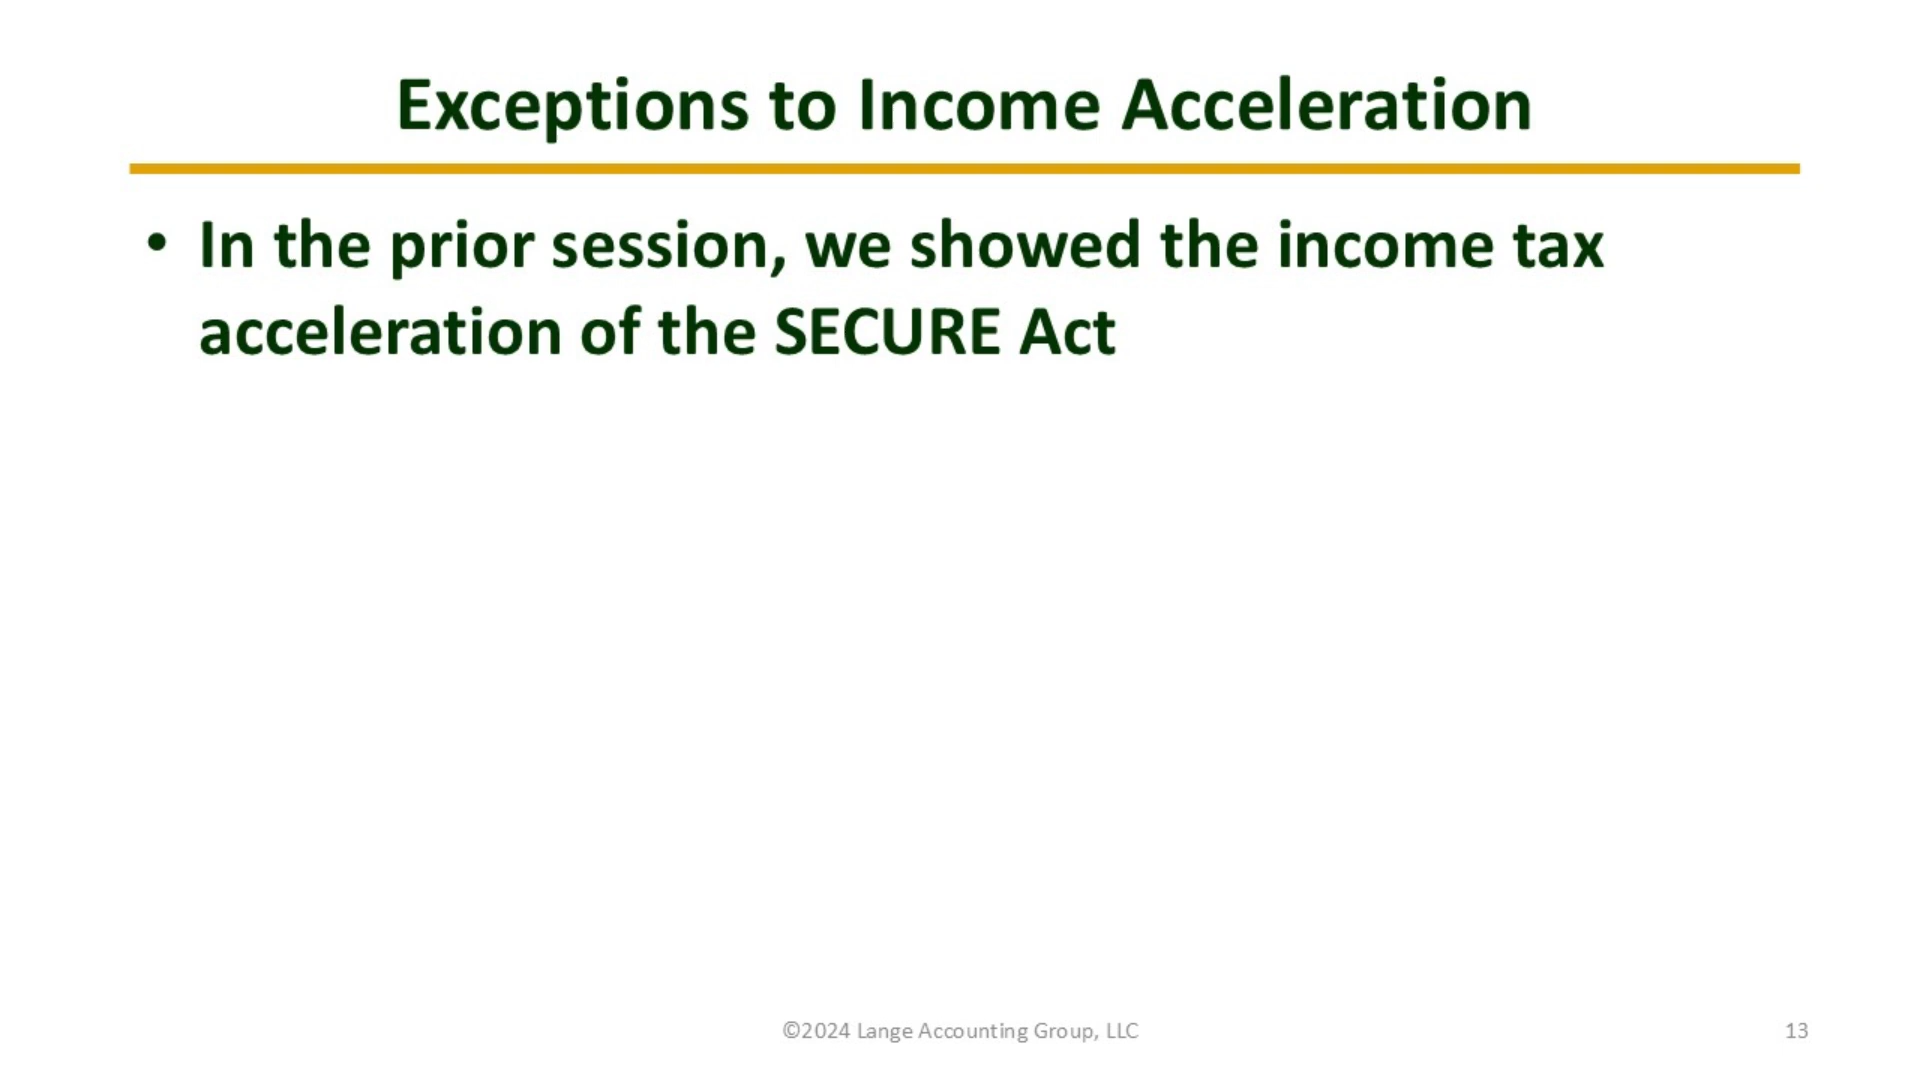 Exceptions to Income Acceleration
• In the prior session, we showed the income tax
acceleration of the SECURE Act
©2024 Lange Accounting Group, LLC
13